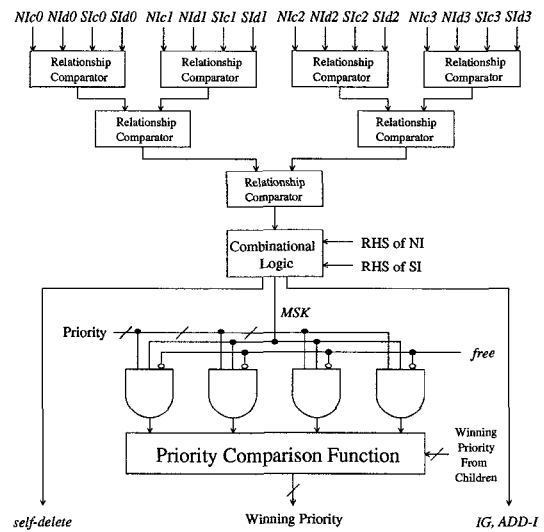 NIc0 NId0 SIc0 SId0 NIc1 NId1 SIc1 SId1 NIc2 NId2 SIc2 SId2 NIc3 NId3 SIc3 SId3
Relationship
Comparator
Relationship
Comparator
Relationship
Comparator
Relationship
Comparator
Relationship
Comparator
Relationship
Comparator
Relationship
Comparator
Combinational
Logic
RHS of NI
RHS of SI
MSK
Priority
free
Priority Comparison Function
Winning
Priority
From
Children
self-delete
Winning Priority
IG, ADD-I